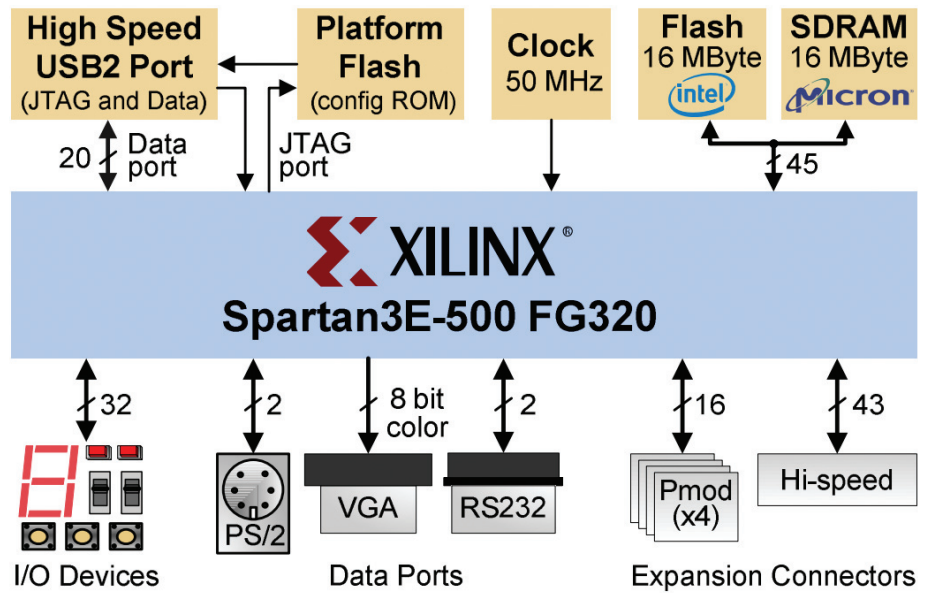 High Speed
USB2 Port
(JTAG and Data)
Platform
Flash
(config ROM)
Clock
50 MHz
Flash
16 MByte
intel
SDRAM
16 MByte
Micron
20
Data
port
JTAG
port
45
XILINX®
Spartan3E-500 FG320
32
2
8 bit
color
2
16
43
PS/2
VGA
RS232
Pmod
(x4)
Hi-speed
I/O Devices
Data Ports
Expansion Connectors